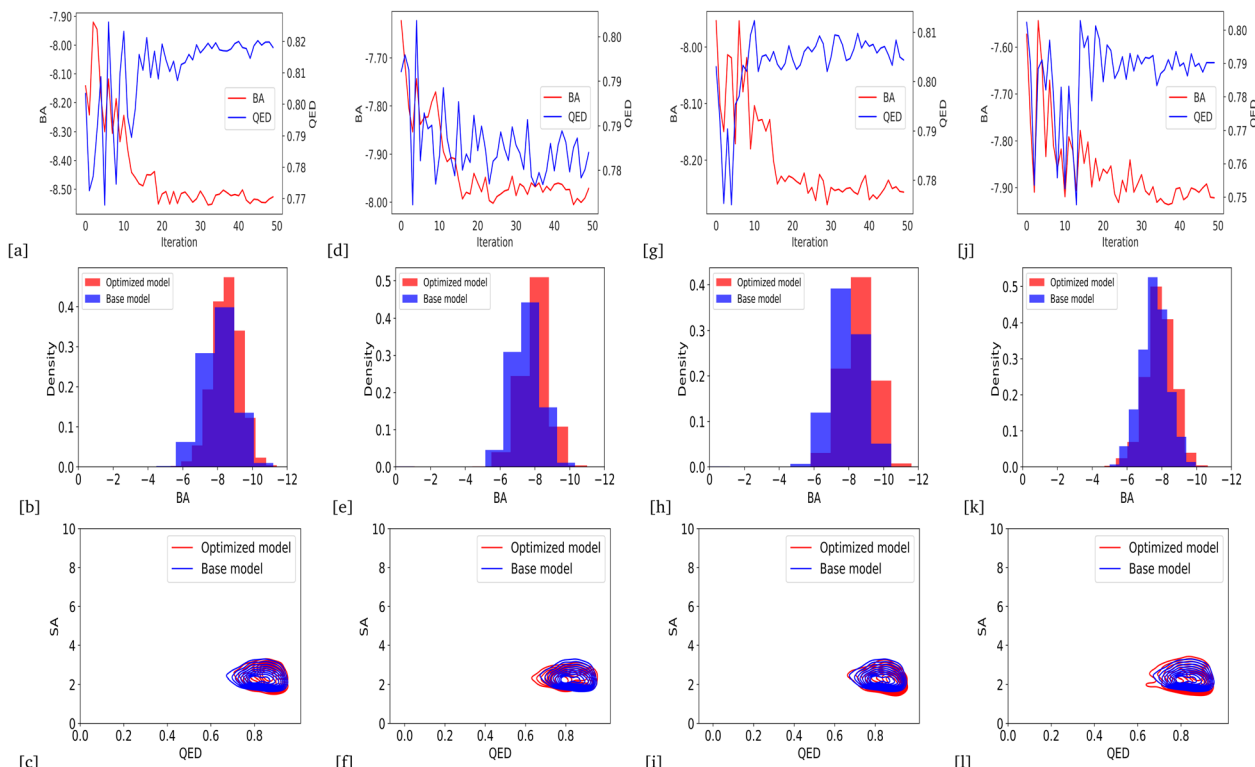 -7.90
-8.00
-8.10
-8.20
-8.30
-8.40
-8.50
BA
0.82
0.81
0.80
0.79
0.78
0.77
QED
BA
QED
0 10 20 30 40 50
Iteration
[a]
-7.70
-7.80
-7.90
-8.00
BA
0.80
0.79
0.79
0.78
QED
BA
QED
0 10 20 30 40 50
Iteration
[d]
-8.00
-8.10
-8.20
0.81
0.80
0.79
0.78
QED
BA
BA
QED
0 10 20 30 40 50
Iteration
[g]
-7.60
-7.70
-7.80
-7.90
BA
0.80
0.79
0.78
0.77
0.76
0.75
QED
BA
QED
0 10 20 30 40 50
Iteration
[j]
Optimized model
Base model
0.4
0.3
0.2
0.1
0.0
Density
0 −2 −4 −6 −8 −10 −12
BA
[b]
Optimized model
Base model
0.5
0.4
0.3
0.2
0.1
0.0
Density
0 −2 −4 −6 −8 −10 −12
BA
[e]
Optimized model
Base model
0.4
0.3
0.2
0.1
0.0
Density
0 −2 −4 −6 −8 −10 −12
BA
[h]
Optimized model
Base model
0.5
0.4
0.3
0.2
0.1
0.0
Density
0 −2 −4 −6 −8 −10 −12
BA
[k]
Optimized model
Base model
10
8
6
4
2
0
SA
0.0 0.2 0.4 0.6 0.8
QED
[c]
Optimized model
Base model
10
8
6
4
2
0
SA
0.0 0.2 0.4 0.6 0.8
QED
[f]
Optimized model
Base model
10
8
6
4
2
0
SA
0.0 0.2 0.4 0.6 0.8
QED
[i]
Optimized model
Base model
10
8
6
4
2
0
SA
0.0 0.2 0.4 0.6 0.8
QED
[l]